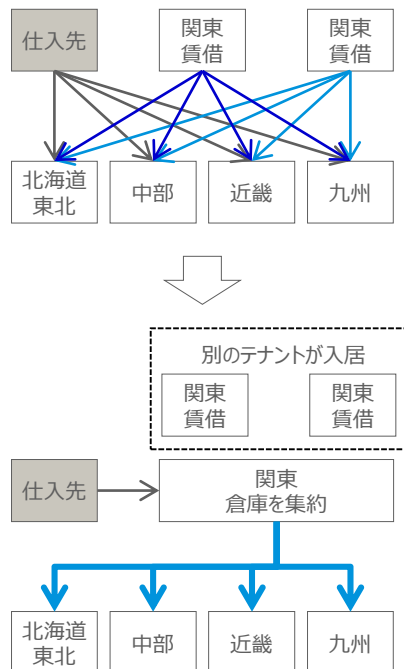 仕入先
関東
賃借
関東
賃借
北海道
東北
中部
近畿
九州
別のテナントが入居
関東
賃借
関東
賃借
仕入先
関東
倉庫を集約
北海道
東北
中部
近畿
九州